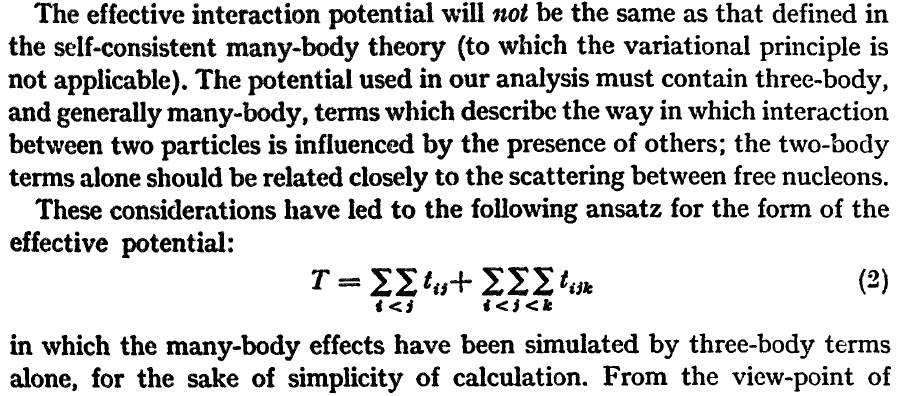 The effective interaction potential will not be the same as that defined in
the self-consistent many-body theory (to which the variational principle is
not applicable). The potential used in our analysis must contain three-body,
and generally many-body, terms which describe the way in which interaction
between two particles is influenced by the presence of others; the two-body
terms alone should be related closely to the scattering between free nucleons.
These considerations have led to the following ansatz for the form of the
effective potential:
T = ∑∑ t_{ij} + ∑∑∑ t_{ijk} (2)
i < j i < j < k
in which the many-body effects have been simulated by three-body terms
alone, for the sake of simplicity of calculation. From the view-point of